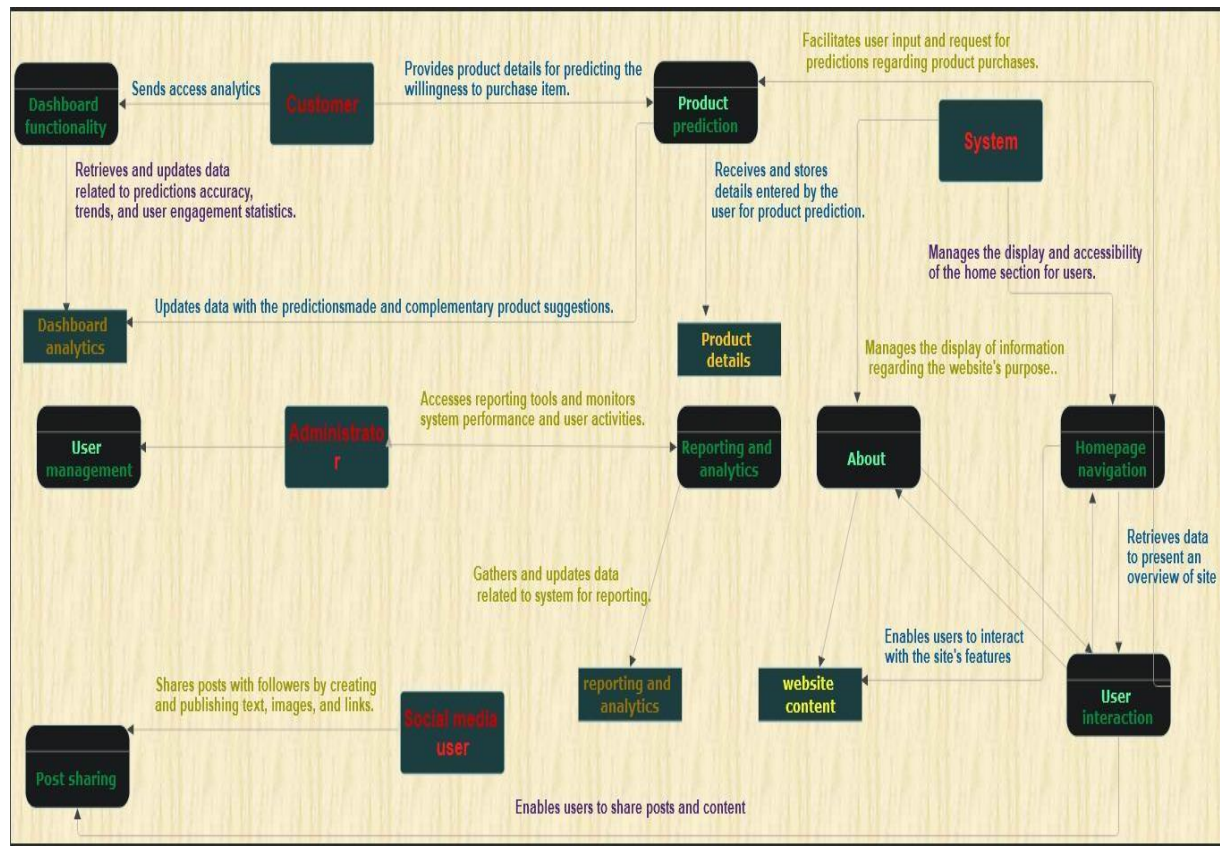 Facilitates user input and request for
predictions regarding product purchases.
Dashboard
functionality
Sends access analytics
Customer
Provides product details for predicting the
willingness to purchase item.
Product
prediction
System
Retrieves and updates data
related to predictions accuracy,
trends, and user engagement statistics.
Receives and stores
details entered by the
user for product prediction.
Manages the display and accessibility
of the home section for users.
Dashboard
analytics
Updates data with the predictionsmade and complementary product suggestions.
Product
details
Manages the display of information
regarding the website's purpose..
User
management
Administrato
r
Accesses reporting tools and monitors
system performance and user activities.
Reporting and
analytics
About
Homepage
navigation
Retrieves data
to present an
overview of site
Gathers and updates data
related to system for reporting.
Enables users to interact
with the site's features
reporting and
analytics
website
content
User
interaction
Shares posts with followers by creating
and publishing text, images, and links.
Social media
user
Post sharing
Enables users to share posts and content